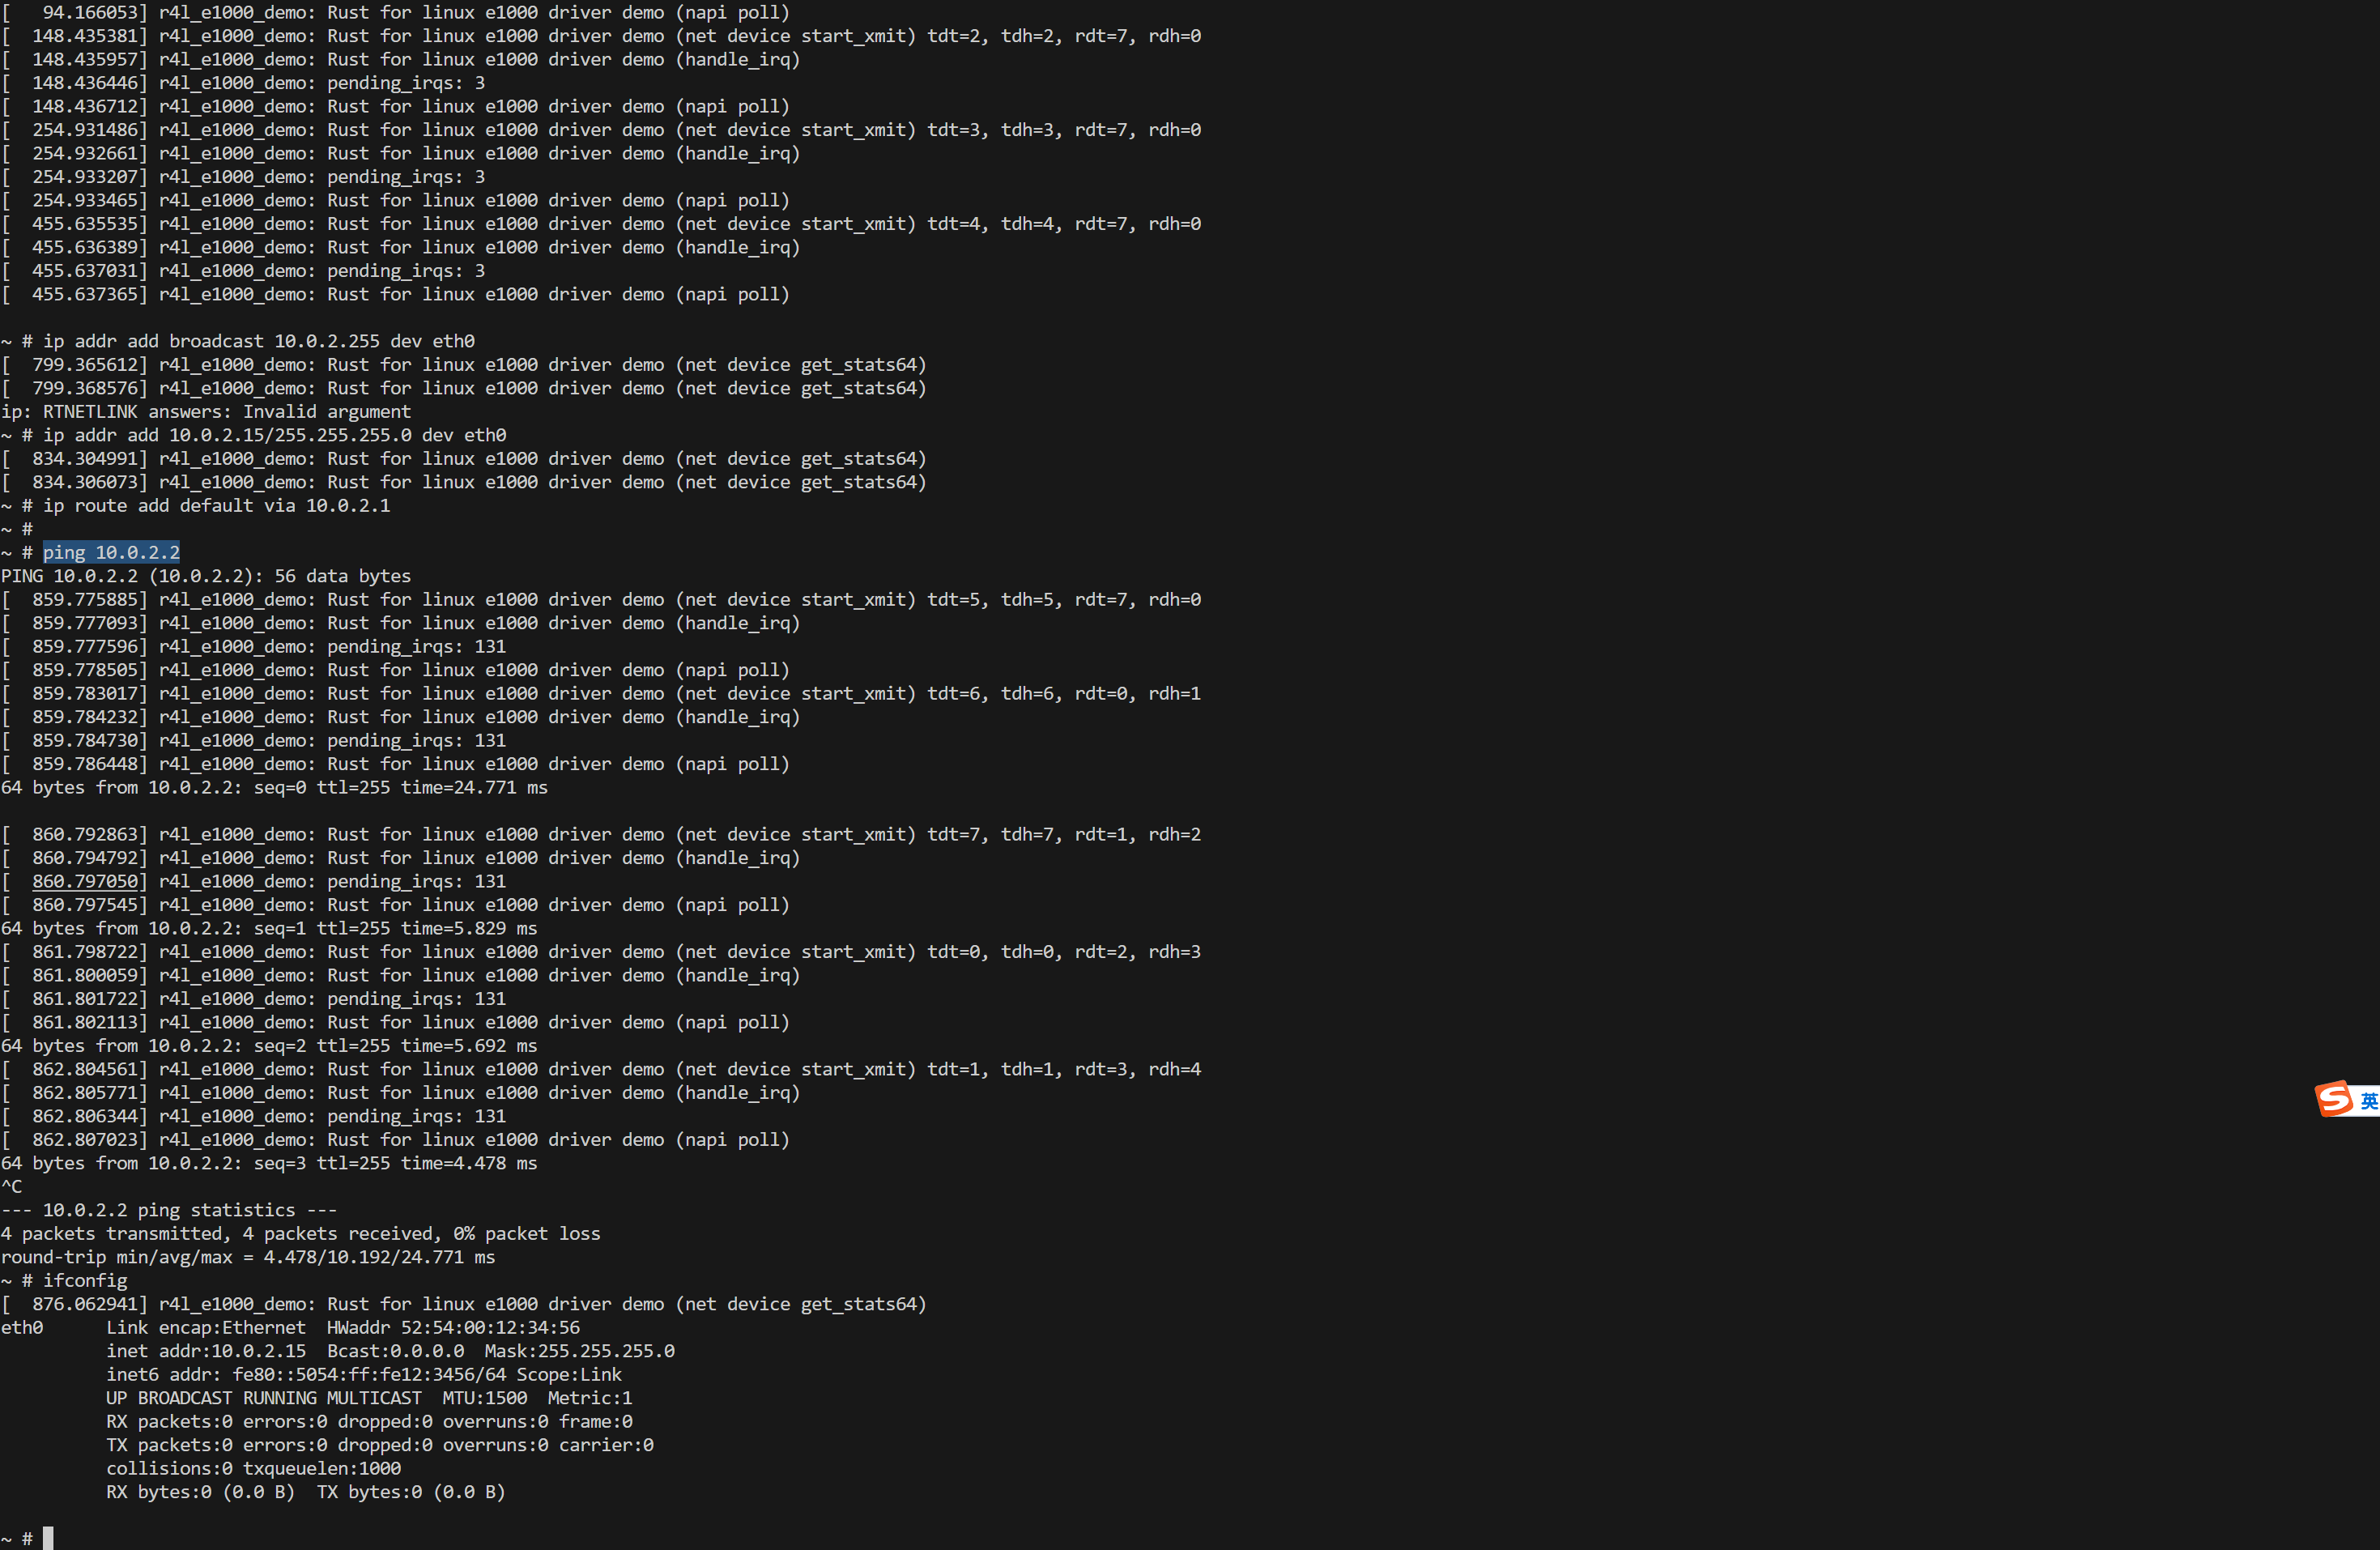 [   94.166053] r4l_e1000_demo: Rust for linux e1000 driver demo (napi poll)
[  148.435381] r4l_e1000_demo: Rust for linux e1000 driver demo (net device start_xmit) tdt=2, tdh=2, rdt=7, rdh=0
[  148.435957] r4l_e1000_demo: Rust for linux e1000 driver demo (handle_irq)
[  148.436446] r4l_e1000_demo: pending_irqs: 3
[  148.436712] r4l_e1000_demo: Rust for linux e1000 driver demo (napi poll)
[  254.931486] r4l_e1000_demo: Rust for linux e1000 driver demo (net device start_xmit) tdt=3, tdh=3, rdt=7, rdh=0
[  254.932661] r4l_e1000_demo: Rust for linux e1000 driver demo (handle_irq)
[  254.933207] r4l_e1000_demo: pending_irqs: 3
[  254.933465] r4l_e1000_demo: Rust for linux e1000 driver demo (napi poll)
[  455.635535] r4l_e1000_demo: Rust for linux e1000 driver demo (net device start_xmit) tdt=4, tdh=4, rdt=7, rdh=0
[  455.636389] r4l_e1000_demo: Rust for linux e1000 driver demo (handle_irq)
[  455.637031] r4l_e1000_demo: pending_irqs: 3
[  455.637365] r4l_e1000_demo: Rust for linux e1000 driver demo (napi poll)
~ # ip addr add broadcast 10.0.2.255 dev eth0
[  799.365612] r4l_e1000_demo: Rust for linux e1000 driver demo (net device get_stats64)
[  799.368576] r4l_e1000_demo: Rust for linux e1000 driver demo (net device get_stats64)
ip: RTNETLINK answers: Invalid argument
~ # ip addr add 10.0.2.15/255.255.255.0 dev eth0
[  834.304991] r4l_e1000_demo: Rust for linux e1000 driver demo (net device get_stats64)
[  834.306073] r4l_e1000_demo: Rust for linux e1000 driver demo (net device get_stats64)
~ # ip route add default via 10.0.2.1
~ #
~ # ping 10.0.2.2
PING 10.0.2.2 (10.0.2.2): 56 data bytes
[  859.775885] r4l_e1000_demo: Rust for linux e1000 driver demo (net device start_xmit) tdt=5, tdh=5, rdt=7, rdh=0
[  859.777093] r4l_e1000_demo: Rust for linux e1000 driver demo (handle_irq)
[  859.777596] r4l_e1000_demo: pending_irqs: 131
[  859.778505] r4l_e1000_demo: Rust for linux e1000 driver demo (napi poll)
[  859.783017] r4l_e1000_demo: Rust for linux e1000 driver demo (net device start_xmit) tdt=6, tdh=6, rdt=0, rdh=1
[  859.784232] r4l_e1000_demo: Rust for linux e1000 driver demo (handle_irq)
[  859.784730] r4l_e1000_demo: pending_irqs: 131
[  859.786448] r4l_e1000_demo: Rust for linux e1000 driver demo (napi poll)
64 bytes from 10.0.2.2: seq=0 ttl=255 time=24.771 ms
[  860.792863] r4l_e1000_demo: Rust for linux e1000 driver demo (net device start_xmit) tdt=7, tdh=7, rdt=1, rdh=2
[  860.794792] r4l_e1000_demo: Rust for linux e1000 driver demo (handle_irq)
[  860.797050] r4l_e1000_demo: pending_irqs: 131
[  860.797545] r4l_e1000_demo: Rust for linux e1000 driver demo (napi poll)
64 bytes from 10.0.2.2: seq=1 ttl=255 time=5.829 ms
[  861.798722] r4l_e1000_demo: Rust for linux e1000 driver demo (net device start_xmit) tdt=0, tdh=0, rdt=2, rdh=3
[  861.800059] r4l_e1000_demo: Rust for linux e1000 driver demo (handle_irq)
[  861.801722] r4l_e1000_demo: pending_irqs: 131
[  861.802113] r4l_e1000_demo: Rust for linux e1000 driver demo (napi poll)
64 bytes from 10.0.2.2: seq=2 ttl=255 time=5.692 ms
[  862.804561] r4l_e1000_demo: Rust for linux e1000 driver demo (net device start_xmit) tdt=1, tdh=1, rdt=3, rdh=4
[  862.805771] r4l_e1000_demo: Rust for linux e1000 driver demo (handle_irq)
[  862.806344] r4l_e1000_demo: pending_irqs: 131
[  862.807023] r4l_e1000_demo: Rust for linux e1000 driver demo (napi poll)
64 bytes from 10.0.2.2: seq=3 ttl=255 time=4.478 ms
^C
--- 10.0.2.2 ping statistics ---
4 packets transmitted, 4 packets received, 0% packet loss
round-trip min/avg/max = 4.478/10.192/24.771 ms
~ # ifconfig
[  876.062941] r4l_e1000_demo: Rust for linux e1000 driver demo (net device get_stats64)
eth0      Link encap:Ethernet  HWaddr 52:54:00:12:34:56
          inet addr:10.0.2.15  Bcast:0.0.0.0  Mask:255.255.255.0
          inet6 addr: fe80::5054:ff:fe12:3456/64 Scope:Link
          UP BROADCAST RUNNING MULTICAST  MTU:1500  Metric:1
          RX packets:0 errors:0 dropped:0 overruns:0 frame:0
          TX packets:0 errors:0 dropped:0 overruns:0 carrier:0
          collisions:0 txqueuelen:1000
          RX bytes:0 (0.0 B)  TX bytes:0 (0.0 B)
~ #
S 英